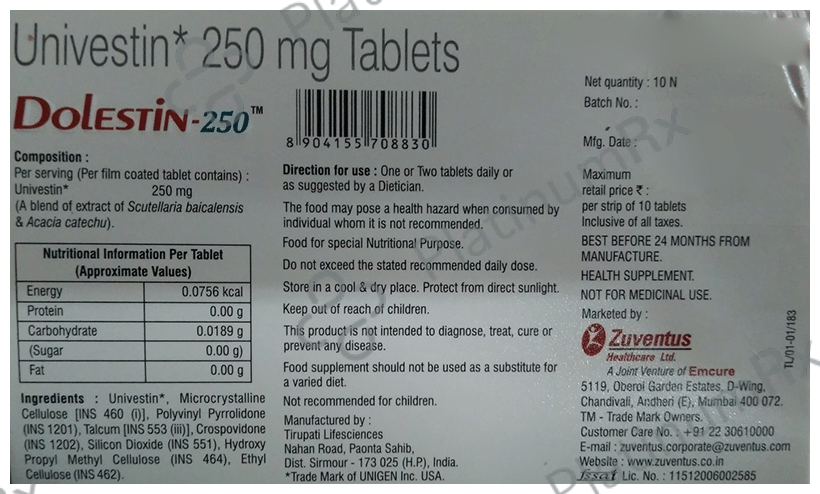 Univestin* 250 mg Tablets
DOLESTIN-250™
Composition :
Per serving (Per film coated tablet contains) :
Univestin* 250 mg
(A blend of extract of Scutellaria baicalensis
& Acacia catechu).
Nutritional Information Per Tablet
(Approximate Values)
Energy 0.0756 kcal
Protein 0.00 g
Carbohydrate 0.0189 g
(Sugar 0.00 g)
Fat 0.00 g
Ingredients : Univestin*, Microcrystalline
Cellulose [INS 460 (i)], Polyvinyl Pyrrolidone
(INS 1201), Talcum [INS 553 (iii)], Crospovidone
(INS 1202), Silicon Dioxide (INS 551), Hydroxy
Propyl Methyl Cellulose (INS 464), Ethyl
Cellulose (INS 462).
8 904155 708830
Direction for use : One or Two tablets daily or
as suggested by a Dietician.
The food may pose a health hazard when consumed by
individual whom it is not recommended.
Food for special Nutritional Purpose.
Do not exceed the stated recommended daily dose.
Store in a cool & dry place. Protect from direct sunlight.
Keep out of reach of children.
This product is not intended to diagnose, treat, cure or
prevent any disease.
Food supplement should not be used as a substitute for
a varied diet.
Not recommended for children.
Manufactured by :
Tirupati Lifesciences
Nahan Road, Paonta Sahib,
Dist. Sirmour - 173 025 (H.P.), India.
*Trade Mark of UNIGEN Inc. USA.
Net quantity : 10 N
Batch No. :
Mfg. Date :
Maximum
retail price ₹ :
per strip of 10 tablets
Inclusive of all taxes.
BEST BEFORE 24 MONTHS FROM
MANUFACTURE.
HEALTH SUPPLEMENT.
NOT FOR MEDICINAL USE.
Marketed by :
Zuventus
Healthcare Ltd.
A Joint Venture of Emcure
5119, Oberoi Garden Estates, D-Wing,
Chandivali, Andheri (E), Mumbai 400 072.
TM - Trade Mark Owners.
Customer Care No. : +91 22 30610000
E-mail : zuventus.corporate@zuventus.com
Website : www.zuventus.co.in
fssai Lic. No. : 11512006002585
TL/01-01/183
PlatinumRx
PlatinumRx